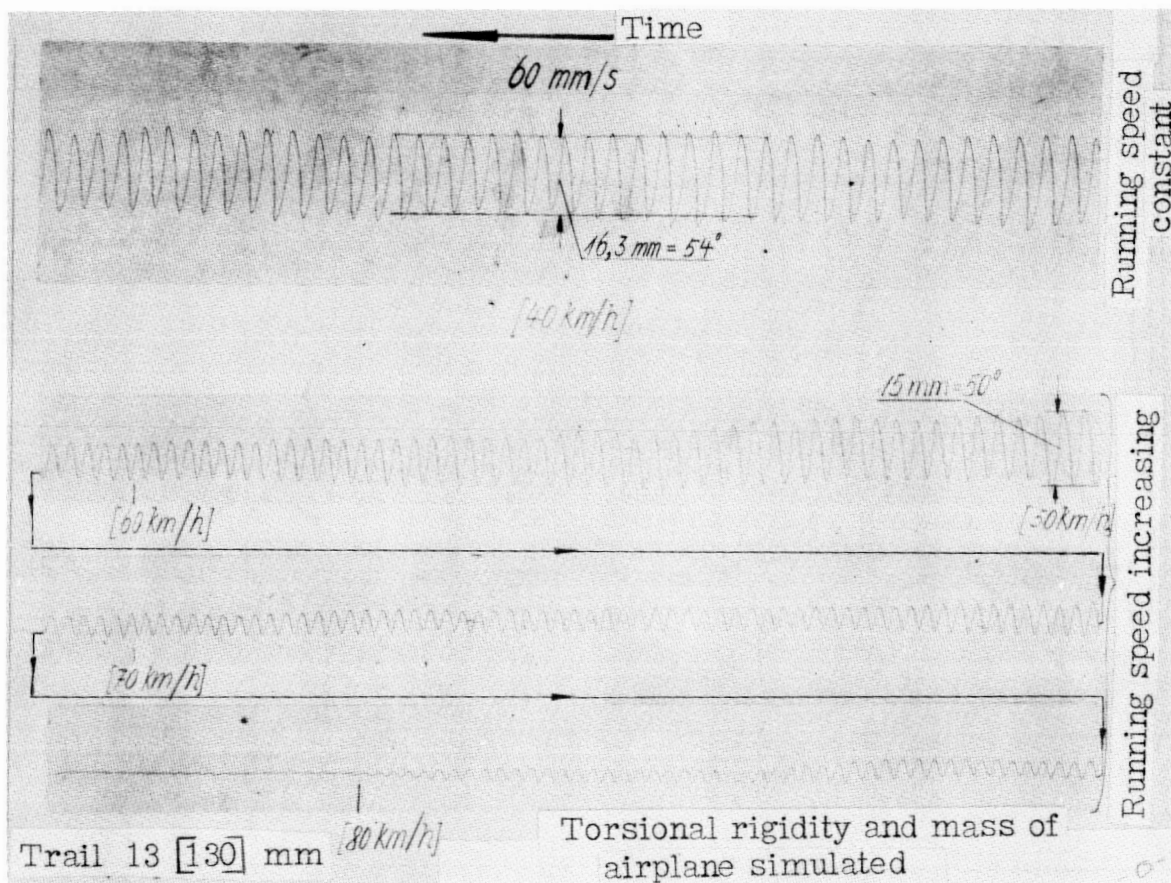 Time
60 mm/s
16,3 mm = 54°
[40 km/h]
Running speed
constant
15 mm = 50°
[60 km/h]
[50 km/h]
[70 km/h]
Running speed increasing
[80 km/h]
Trail 13 [130] mm
Torsional rigidity and mass of
airplane simulated